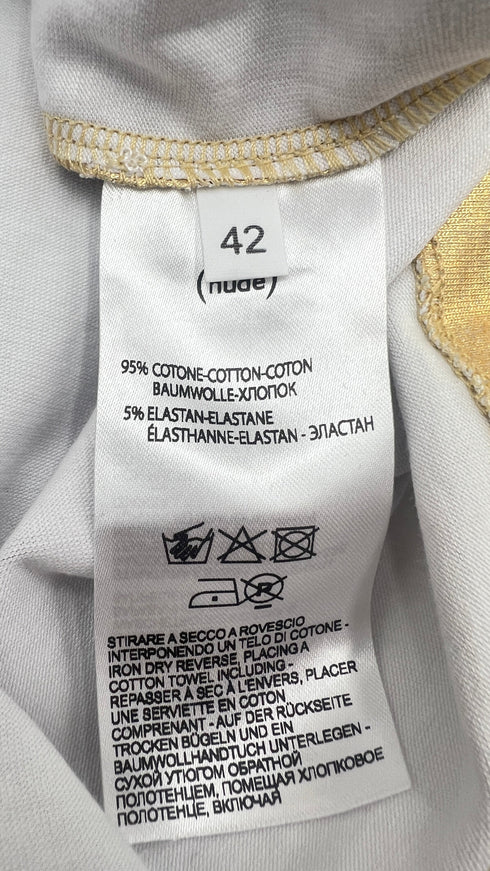 42
(nude)
95% COTONE-COTTON-COTON
BAUMWOLLE-ХЛОПОК
5% ELASTAN-ELASTANE
ÉLASTHANNE-ELASTAN - ЭЛАСТАН
R
STIRARE A SECCO A ROVESCIO
INTERPONENDO UN TELO DI COTONE -
IRON DRY REVERSE, PLACING A
COTTON TOWEL INCLUDING -
REPASSER À SEC À L'ENVERS, PLACER
UNE SERVIETTE EN COTON
COMPRENANT - AUF DER RÜCKSEITE
TROCKEN BÜGELN UND EIN
BAUMWOLLHANDTUCH UNTERLEGEN -
СУХОЙ УТЮГОМ ОБРАТНОЙ
ПОЛОТЕНЦЕМ, ПОМЕЩАЯ ХЛОПКОВОЕ
ПОЛОТЕНЦЕ, ВКЛЮЧАЯ